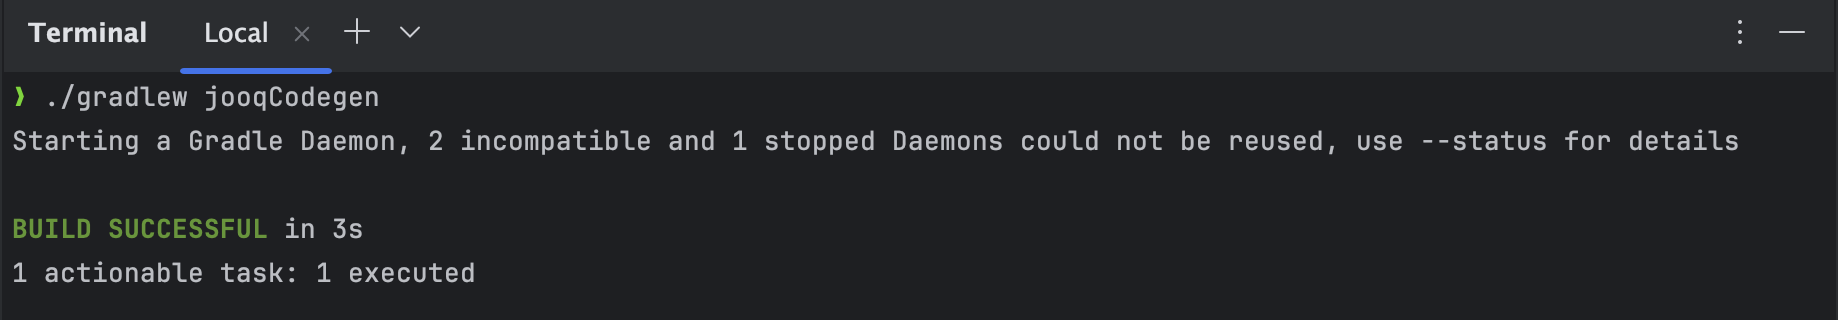 Terminal Local
❯ ./gradlew jooqCodegen
Starting a Gradle Daemon, 2 incompatible and 1 stopped Daemons could not be reused, use --status for details
BUILD SUCCESSFUL in 3s
1 actionable task: 1 executed